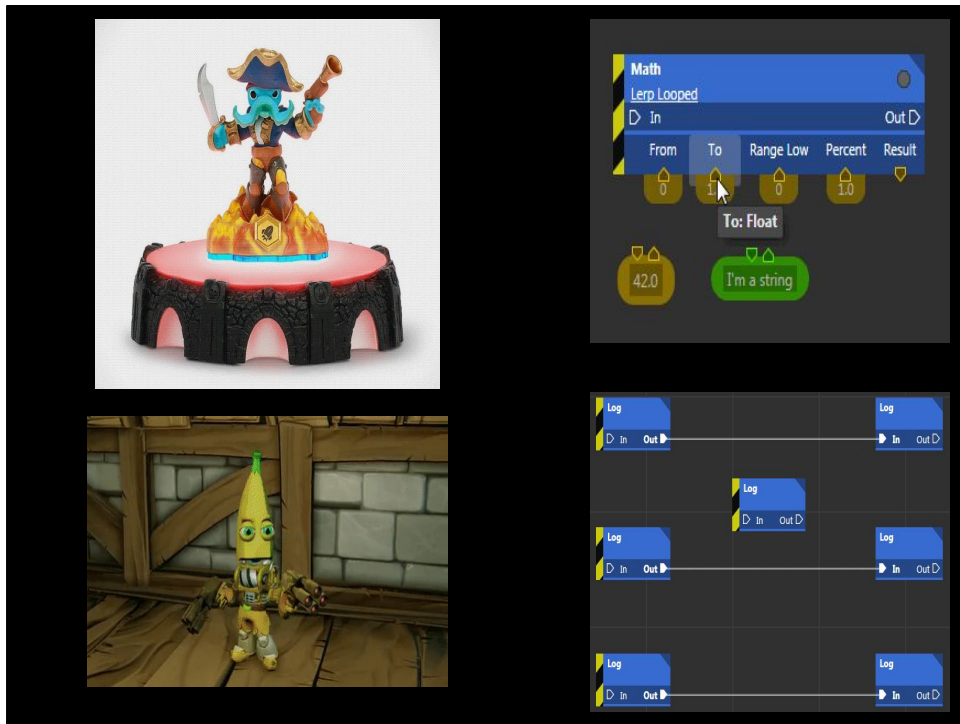 Math
Lerp Looped
In Out
From To Range Low Percent Result
0 0 1.0
To: Float
42.0 I'm a string
Log Log
In Out In Out
Log
In Out
Log Log
In Out In Out
Log Log
In Out In Out